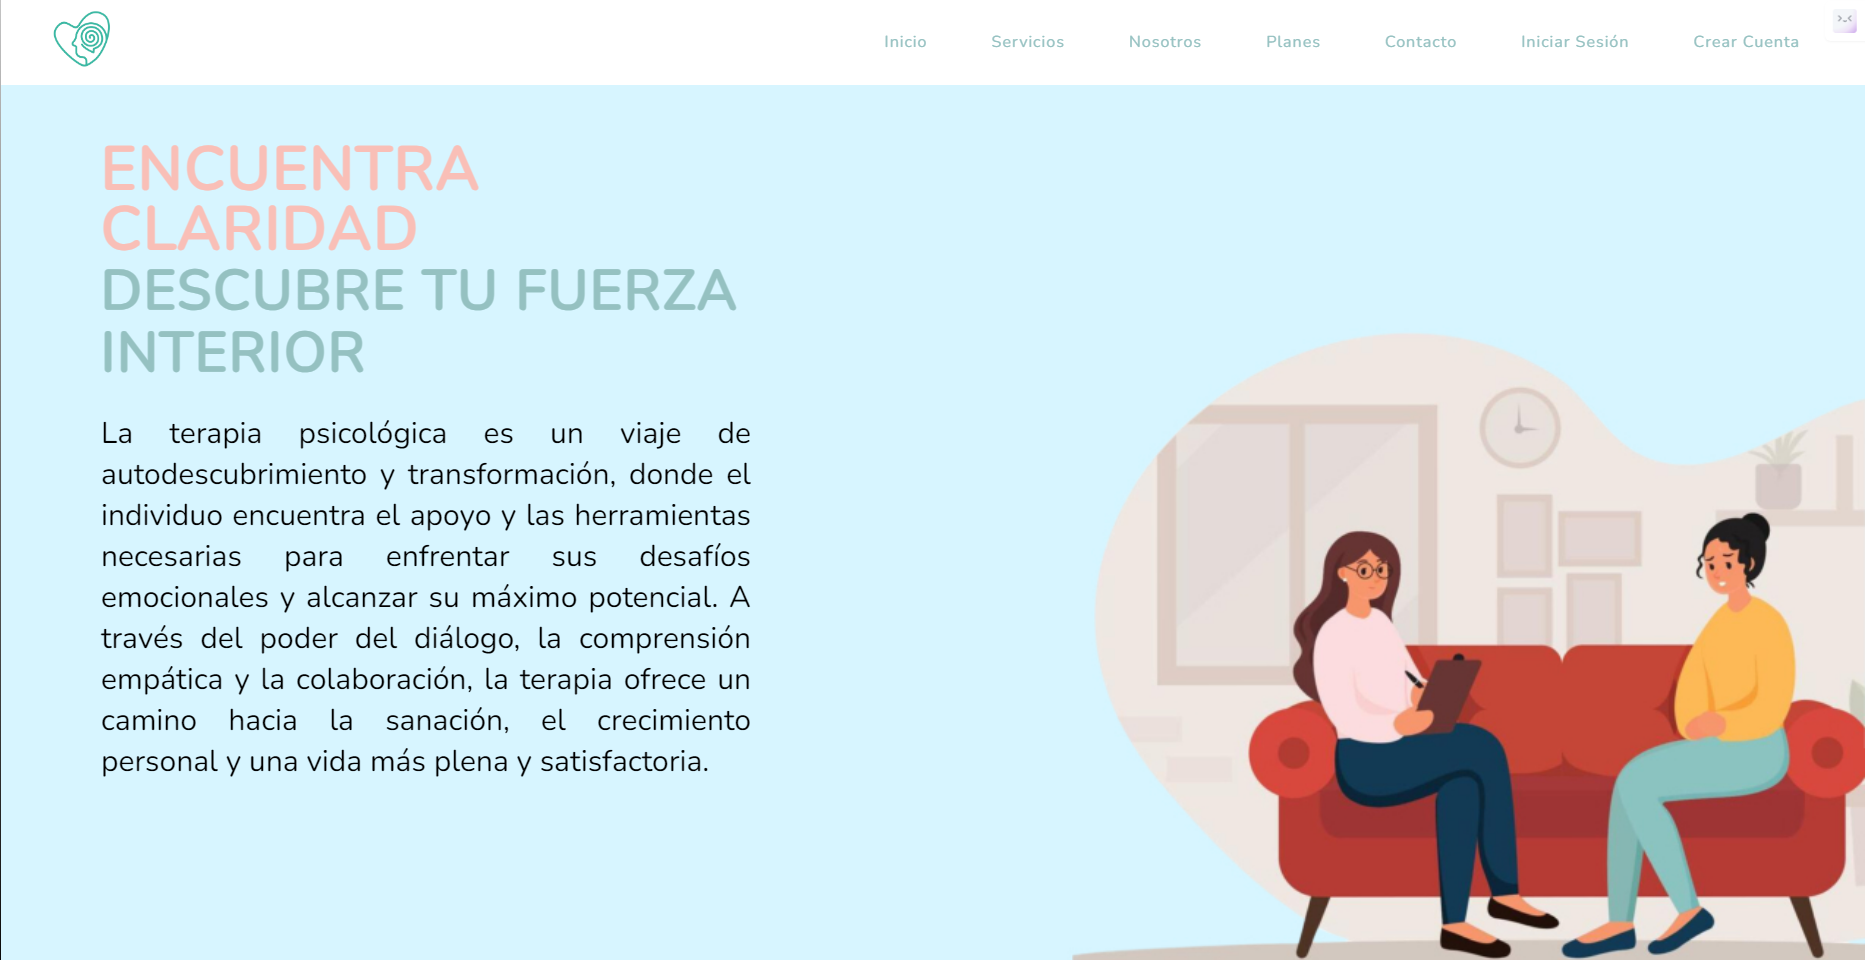 Inicio Servicios Nosotros Planes Contacto Iniciar Sesión Crear Cuenta
ENCUENTRA
CLARIDAD
DESCUBRE TU FUERZA
INTERIOR
La terapia psicológica es un viaje de
autodescubrimiento y transformación, donde el
individuo encuentra el apoyo y las herramientas
necesarias para enfrentar sus desafíos
emocionales y alcanzar su máximo potencial. A
través del poder del diálogo, la comprensión
empática y la colaboración, la terapia ofrece un
camino hacia la sanación, el crecimiento
personal y una vida más plena y satisfactoria.